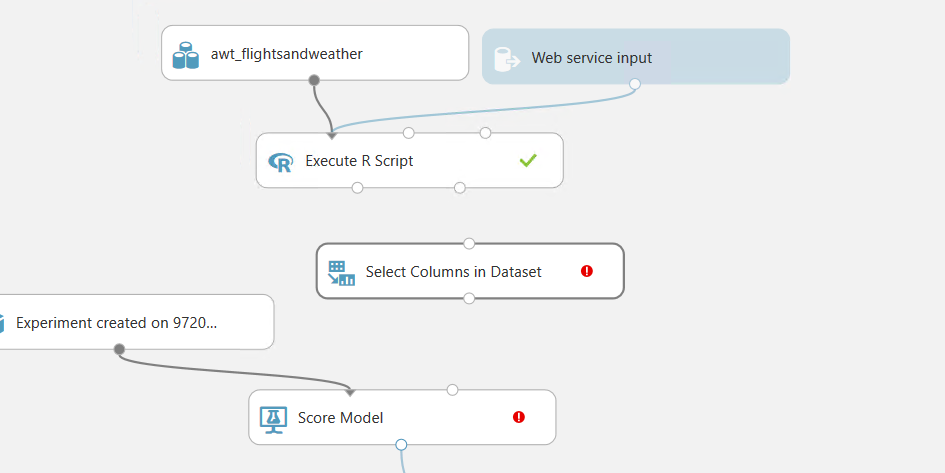 awt_flightsandweather
Web service input
Execute R Script
Select Columns in Dataset
Experiment created on 9720...
Score Model